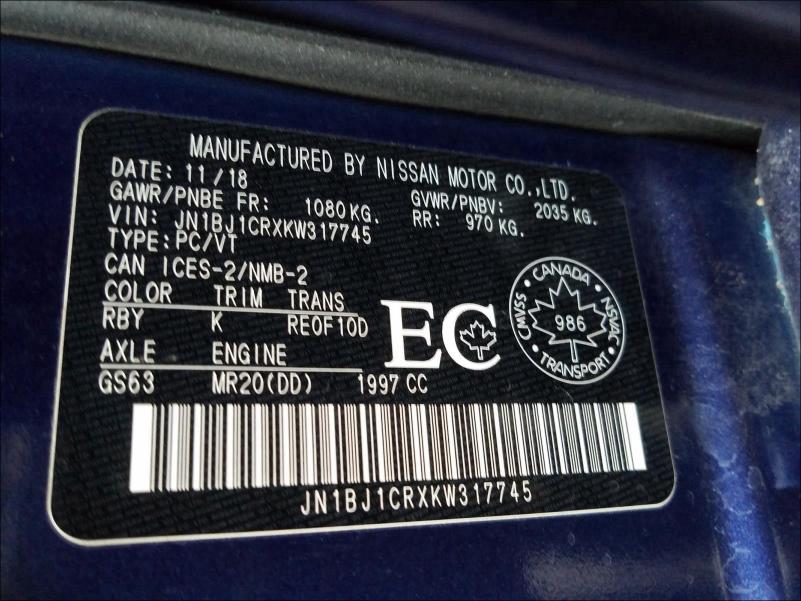 MANUFACTURED BY NISSAN MOTOR CO.,LTD.
DATE: 11/18 GVWR/PNBV: 2035 KG.
GAWR/PNBE FR: 1080 KG. RR: 970 KG.
VIN: JN1BJ1CRXKW317745
TYPE: PC/VT
CAN ICES-2/NMB-2
COLOR TRIM TRANS
RBY K RE0F10D
AXLE ENGINE
GS63 MR20(DD) 1997 CC
EC
CANADA
CMVSS 986 NSVAC
TRANSPORT
JN1BJ1CRXKW317745